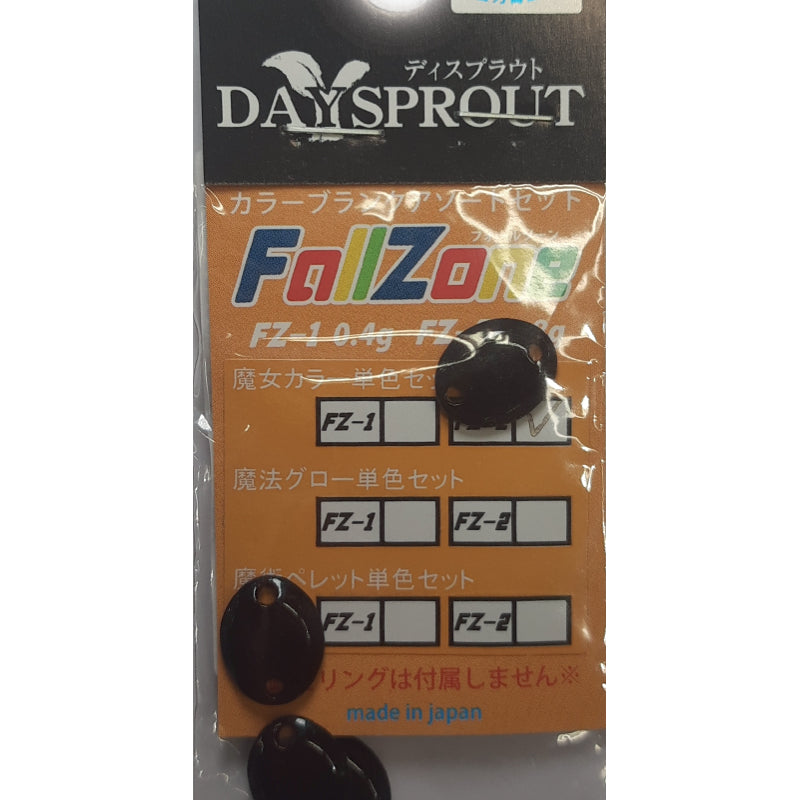 ディスプラウト
DAYSPROUT
カラーブランクアソートセット
FallZone
FZ-1 0.4g FZ-
魔女カラー単色セッ
FZ-1
魔法グロー単色セット
FZ-1 FZ-2
魔術ペレット単色セット
FZ-1 FZ-2
リングは付属しません※
made in japan